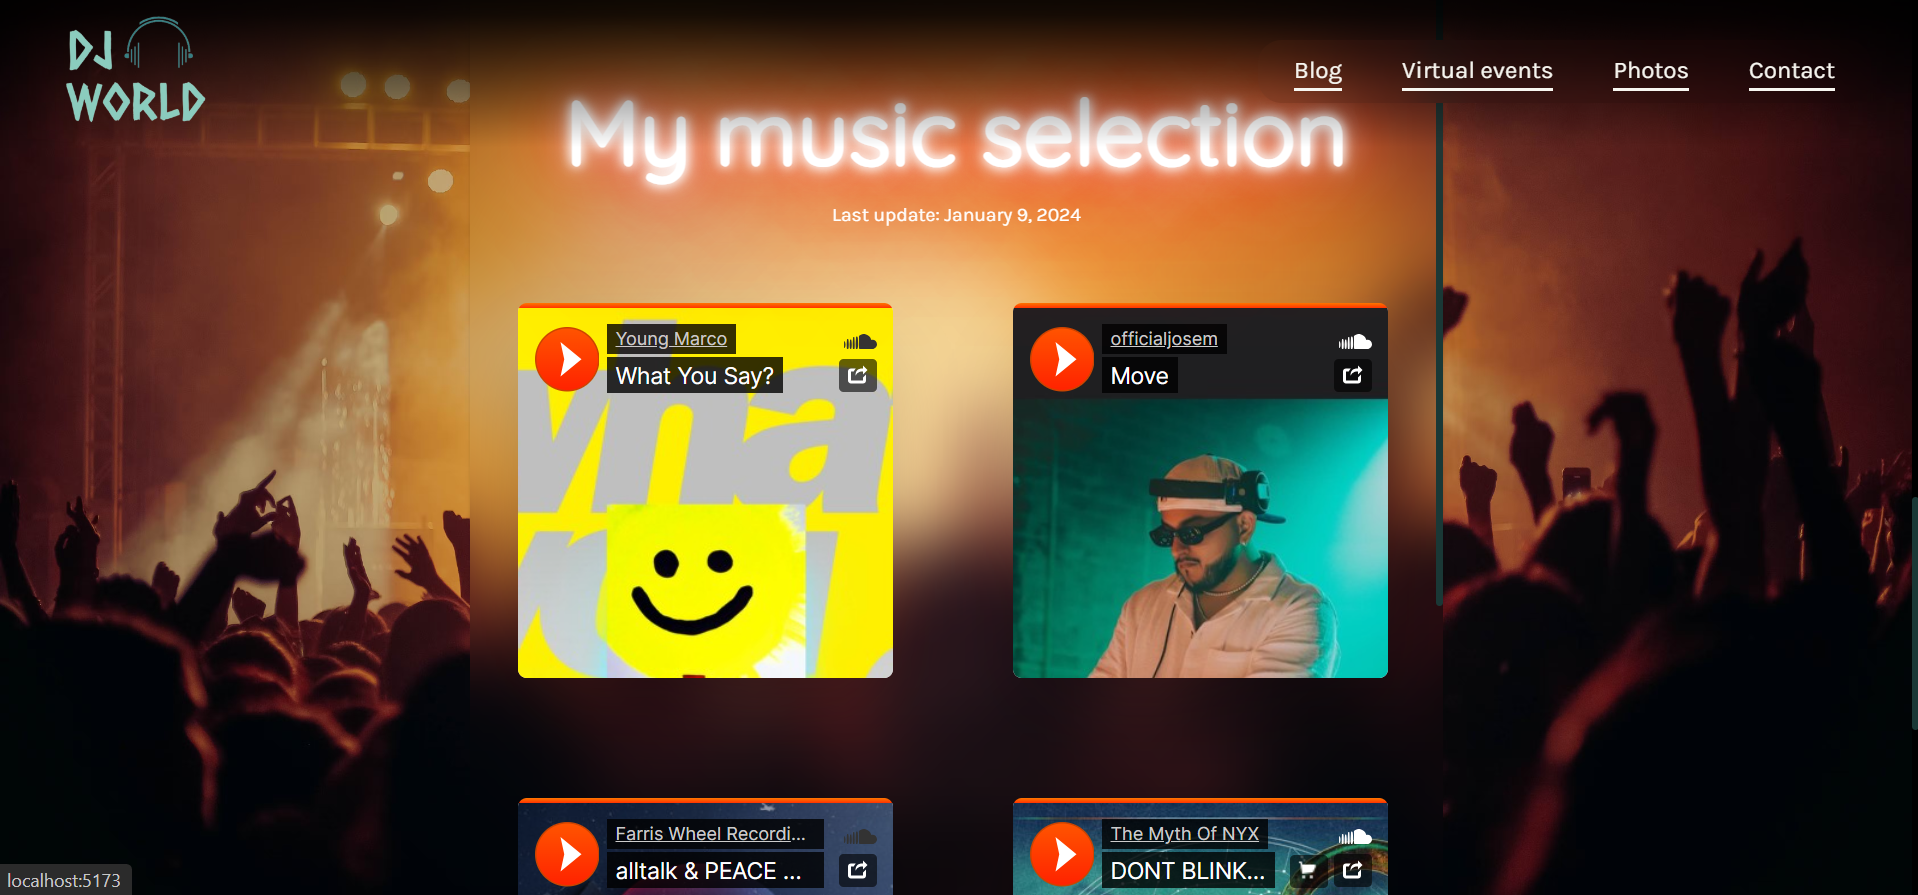 DJ
WORLD
Blog
Virtual events
Photos
Contact
My music selection
Last update: January 9, 2024
Young Marco
What You Say?
officialjosem
Move
Farris Wheel Recordi...
alltalk & PEACE ...
The Myth Of NYX
DONT BLINK...
localhost:5173